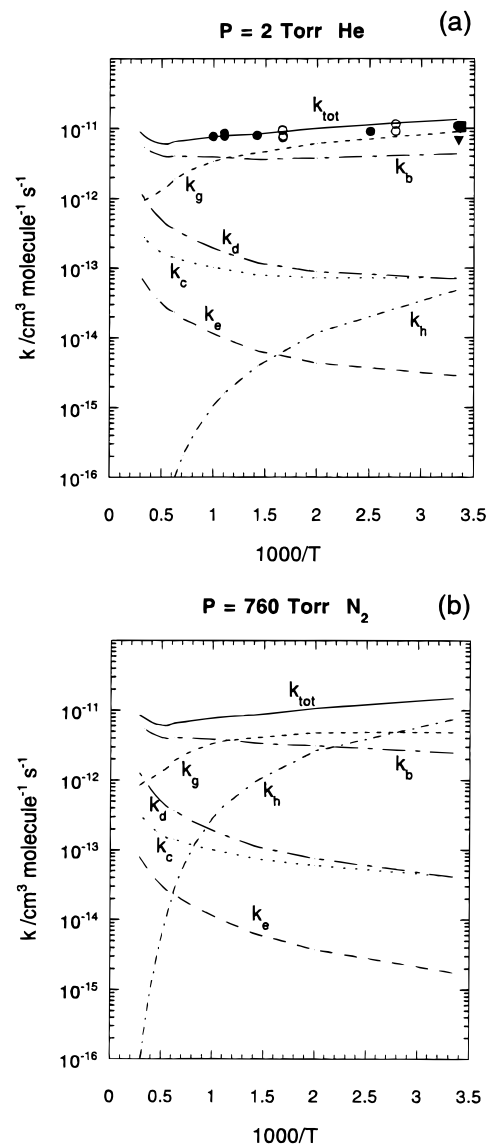 P = 2 Torr He
(a)
k /cm³ molecule⁻¹ s⁻¹
10⁻¹¹
10⁻¹²
10⁻¹³
10⁻¹⁴
10⁻¹⁵
10⁻¹⁶
k_tot
k_b
k_g
k_d
k_c
k_e
k_h
0 0.5 1 1.5 2 2.5 3 3.5
1000/T
P = 760 Torr N₂
(b)
k /cm³ molecule⁻¹ s⁻¹
10⁻¹¹
10⁻¹²
10⁻¹³
10⁻¹⁴
10⁻¹⁵
10⁻¹⁶
k_tot
k_g
k_b
k_h
k_d
k_c
k_e
0 0.5 1 1.5 2 2.5 3 3.5
1000/T